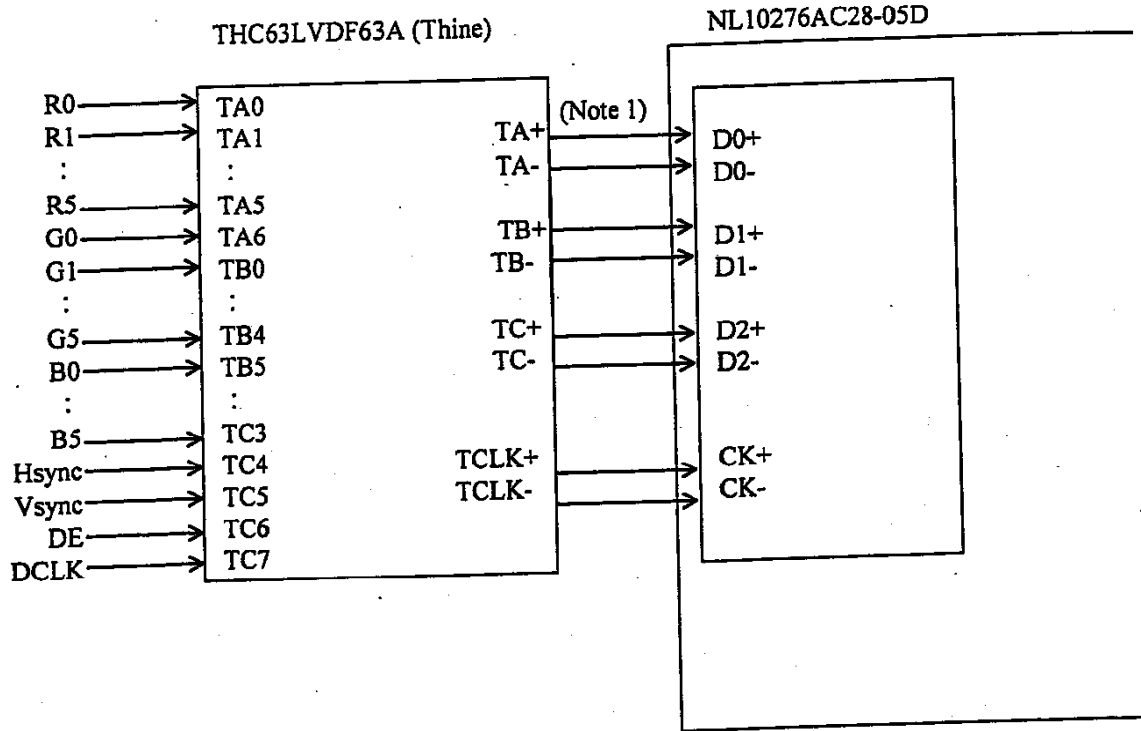 THC63LVDF63A (Thine)
NL10276AC28-05D
R0
R1
:
R5
G0
G1
:
G5
B0
:
B5
Hsync
Vsync
DE
DCLK
TA0
TA1
:
TA5
TA6
TB0
:
TB4
TB5
:
TC3
TC4
TC5
TC6
TC7
TA+
TA-
TB+
TB-
TC+
TC-
TCLK+
TCLK-
(Note 1)
D0+
D0-
D1+
D1-
D2+
D2-
CK+
CK-